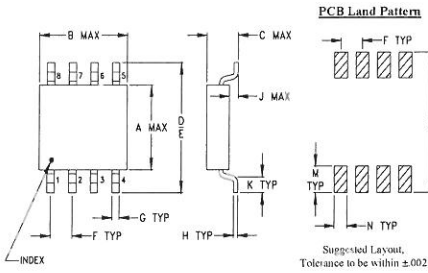 PCB Land Pattern
B MAX
C MAX
F TYP
8 7 6 5
J MAX
A MAX
D
E
1 2 3 4
K TYP
M
TYP
G TYP
N TYP
INDEX
F TYP
H TYP
Suggested Layout,
Tolerance to be within ±.002